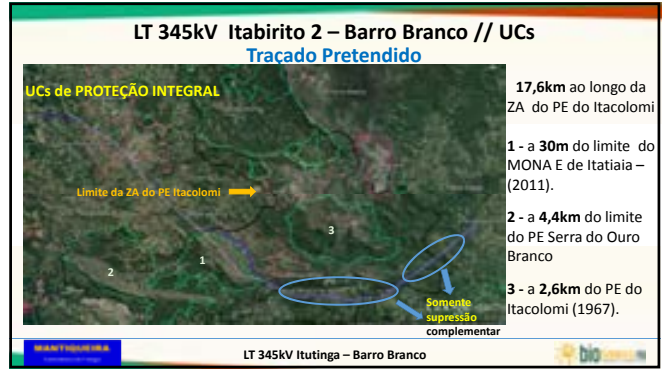 LT 345kV Itabirito 2 – Barro Branco // UCs
Traçado Pretendido
UCs de PROTEÇÃO INTEGRAL
Limite da ZA do PE Itacolomi
1
2
3
Somente
supressão
complementar
17,6km ao longo da
ZA do PE do Itacolomi
1 - a 30m do limite do
MONA E de Itatiaia –
(2011).
2 - a 4,4km do limite
do PE Serra do Ouro
Branco
3 - a 2,6km do PE do
Itacolomi (1967).
MANTIQUEIRA
LT 345kV Itutinga – Barro Branco
bio